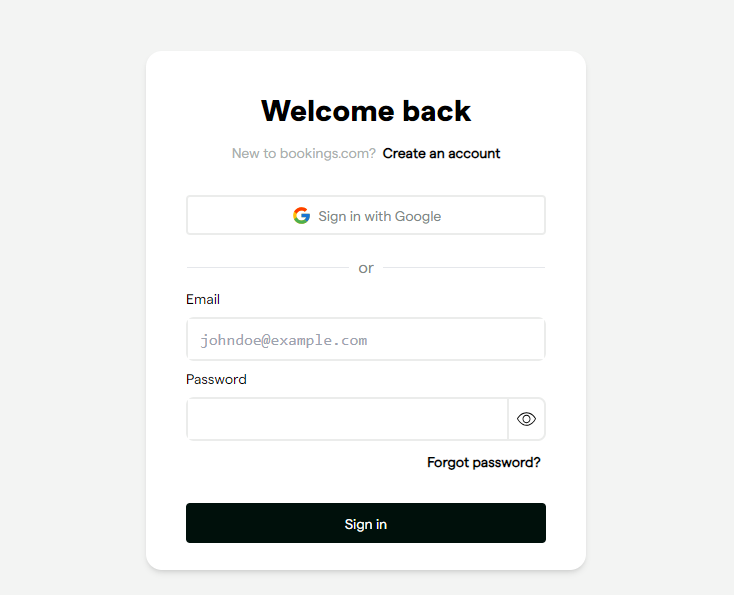 Welcome back
New to bookings.com? Create an account
Sign in with Google
or
Email
johndoe@example.com
Password
Forgot password?
Sign in